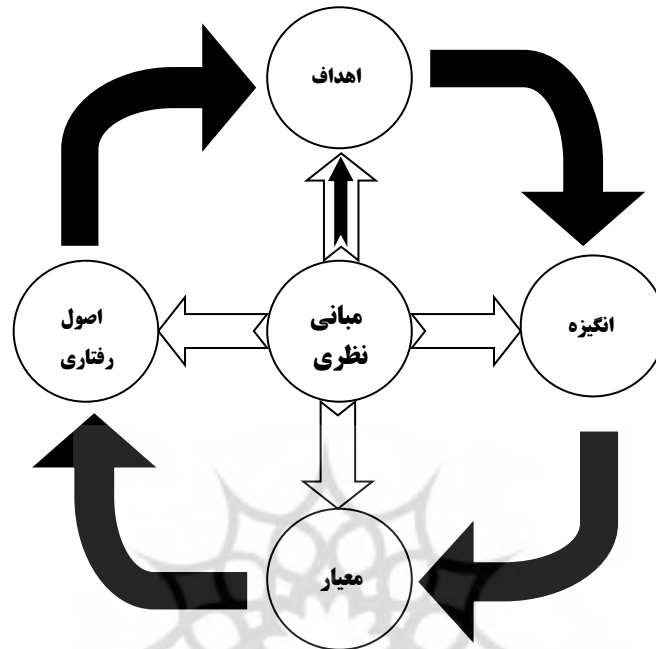 اهداف
انگیزه
مبانی
نظری
اصول
رفتاری
معیار